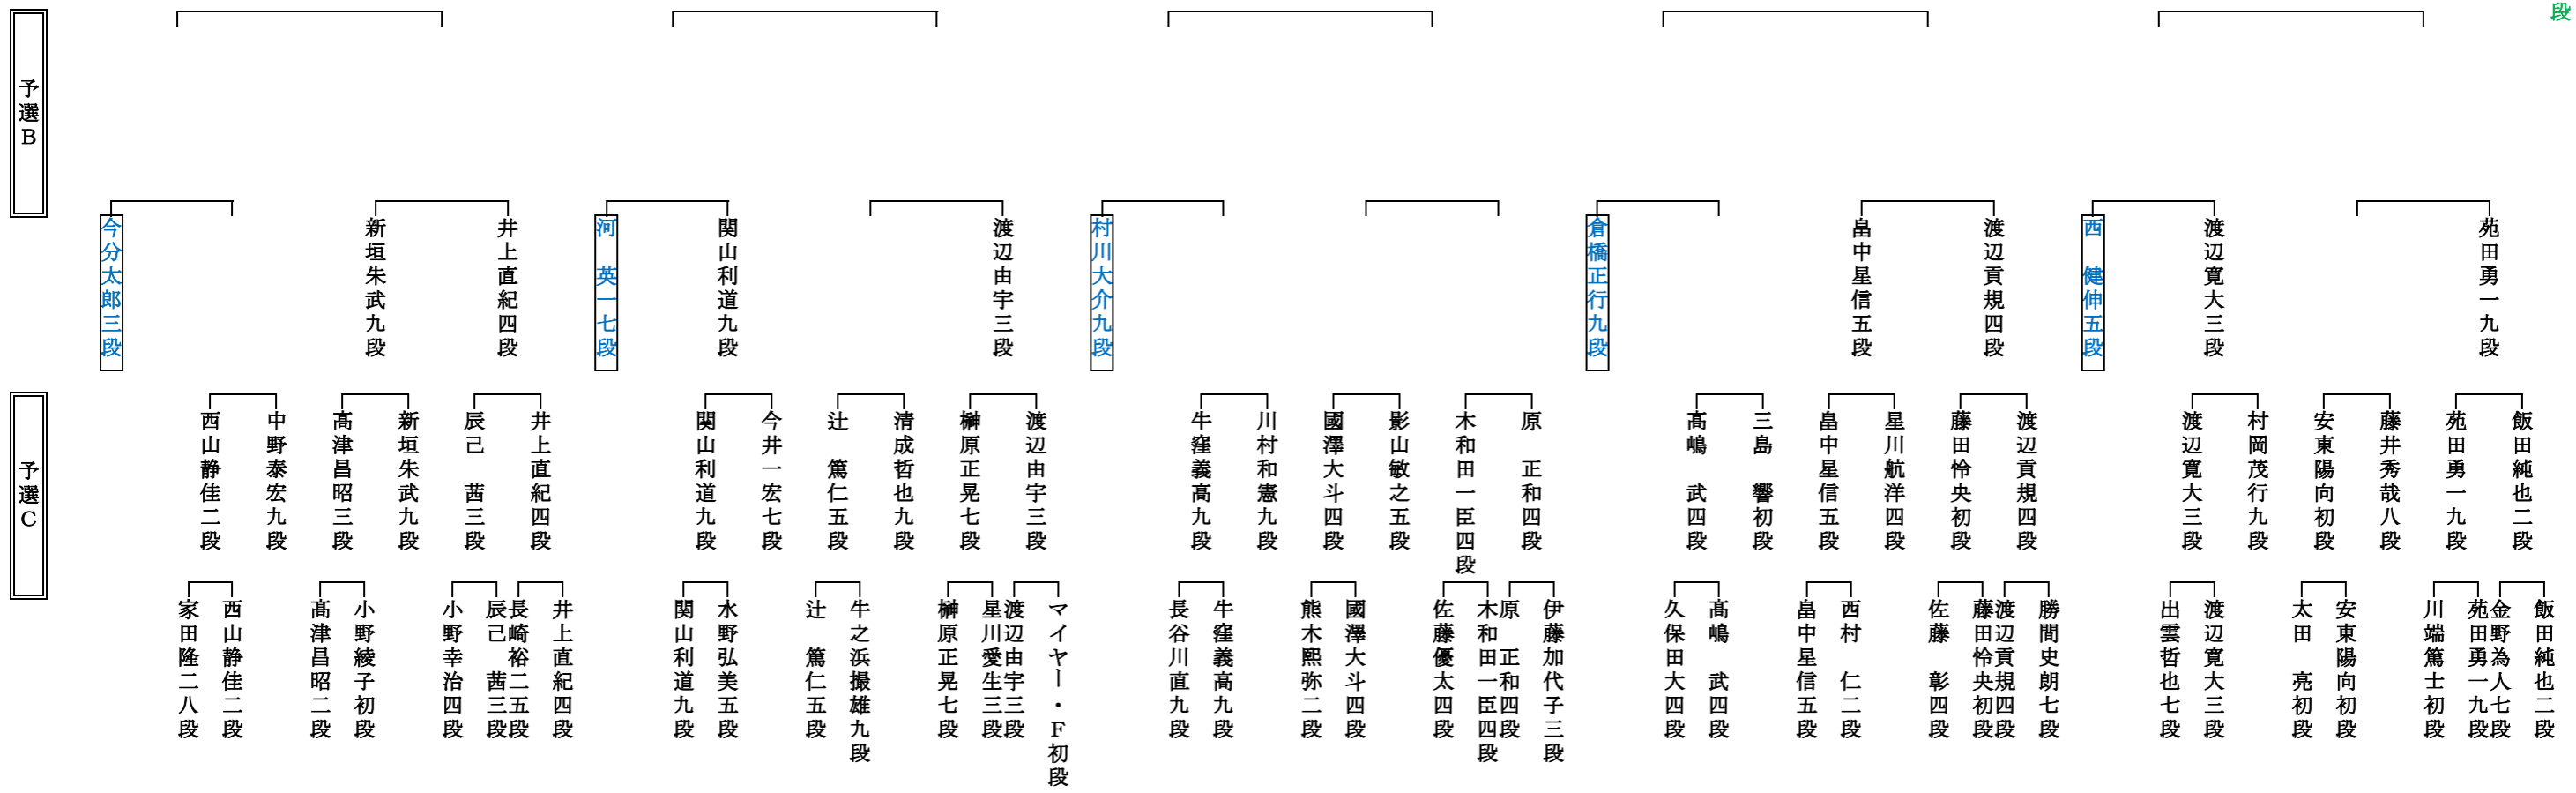 段
予選B
今分太郎三段
新垣朱武九段
井上直紀四段
河 英一七段
関山利道九段
渡辺由宇三段
村川大介九段
倉橋正行九段
畠中星信五段
渡辺貢規四段
西 健伸五段
渡辺寛大三段
苑田勇一九段
予選C
西山静佳二段
中野泰宏九段
髙津昌昭三段
新垣朱武九段
辰己 茜三段
井上直紀四段
関山利道九段
今井一宏七段
辻 篤仁五段
清成哲也九段
榊原正晃七段
渡辺由宇三段
牛窪義高九段
川村和憲九段
國澤大斗四段
影山敏之五段
木和田一臣四段
原 正和四段
髙嶋 武四段
三島 響初段
畠中星信五段
星川航洋四段
藤田怜央初段
渡辺貢規四段
渡辺寛大三段
村岡茂行九段
安東陽向初段
藤井秀哉八段
苑田勇一九段
飯田純也二段
家田隆二八段
西山静佳二段
髙津昌昭二段
小野綾子初段
小野幸治四段
辰己 茜三段
長崎裕二五段
井上直紀四段
関山利道九段
水野弘美五段
辻 篤仁五段
牛之浜撮雄九段
榊原正晃七段
星川愛生三段
渡辺由宇三段
マイヤー・F初段
長谷川直九段
牛窪義高九段
熊木熙弥二段
國澤大斗四段
佐藤優太四段
木和田一臣四段
原 正和四段
伊藤加代子三段
久保田大四段
髙嶋 武四段
畠中星信五段
西村 仁二段
佐藤 彰四段
藤田怜央初段
渡辺貢規四段
勝間史朗七段
出雲哲也七段
渡辺寛大三段
太田 亮初段
安東陽向初段
川端篤士初段
苑田勇一九段
金野為人七段
飯田純也二段